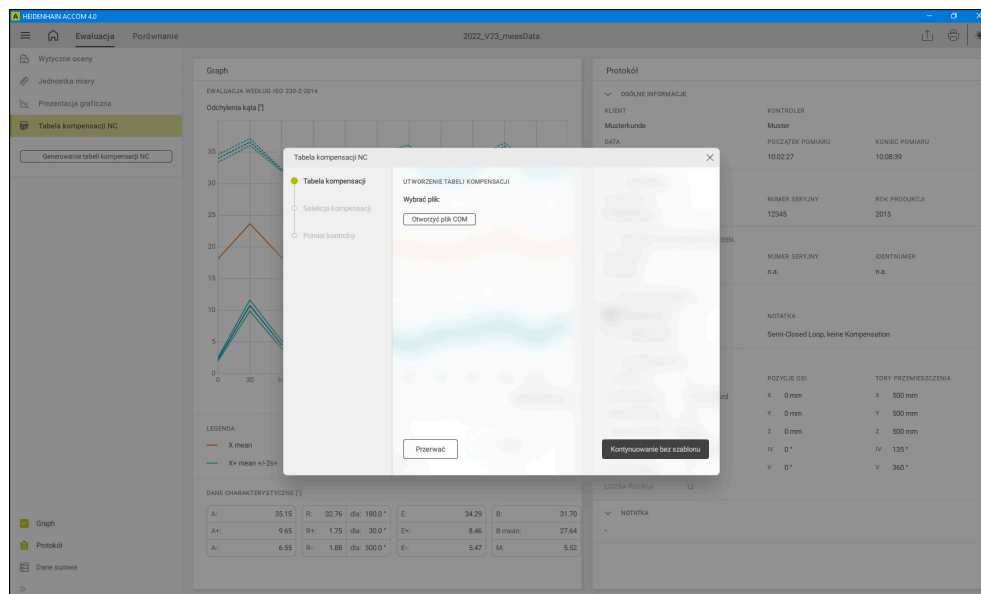 HEIDENHAIN ACCOM 4.0
Ewaluacja Porównanie 2022_V23_measData
Wytyczne oceny
Jednostka miary
Prezentacja graficzna
Tabela kompensacji NC
Generowanie tabeli kompensacji NC
Graph
Protokół
Dane surowe
Graph
EWALUACJA WEDŁUG ISO 230-2:2014
Odchylenia kąta ["]
35
30
25
20
15
10
5
0
0 30
LEGENDA
X mean
X+ mean +/-2s+
DANE CHARAKTERYSTYCZNE ["]
A: 35.15 R: 32.76 dla: 180.0 ° E: 34.29 B: 31.70
A+: 9.65 R+: 1.75 dla: 30.0 ° E+: 8.46 B mean: 27.64
A-: 6.55 R-: 1.88 dla: 300.0 ° E-: 5.47 M: 5.52
Tabela kompensacji NC
Tabela kompensacji
Selekcja kompensacji
Pomiar kontrolny
UTWORZENIE TABELI KOMPENSACJI
Wybrać plik:
Otworzyć plik COM
Przerwać
Kontynuowanie bez szablonu
Protokół
OGÓLNE INFORMACJE
KLIENT KONTROLER
Musterkunde Muster
DATA POCZĄTEK POMIARU KONIEC POMIARU
10:02:27 10:08:39
NUMER SERYJNY ROK PRODUKCJI
12345 2015
NUMER SERYJNY IDENTNUMER
n.a. n.a.
NOTATKA
Semi-Closed Loop, keine Kompensation
POZYCJE OSI TORY PRZEMIESZCZENIA
X 0 mm X 500 mm
Y 0 mm Y 500 mm
Z 0 mm Z 500 mm
IV 0 ° IV 135 °
V 0 ° V 360 °
LICZBA POZYCJI 12
NOTATKA
-